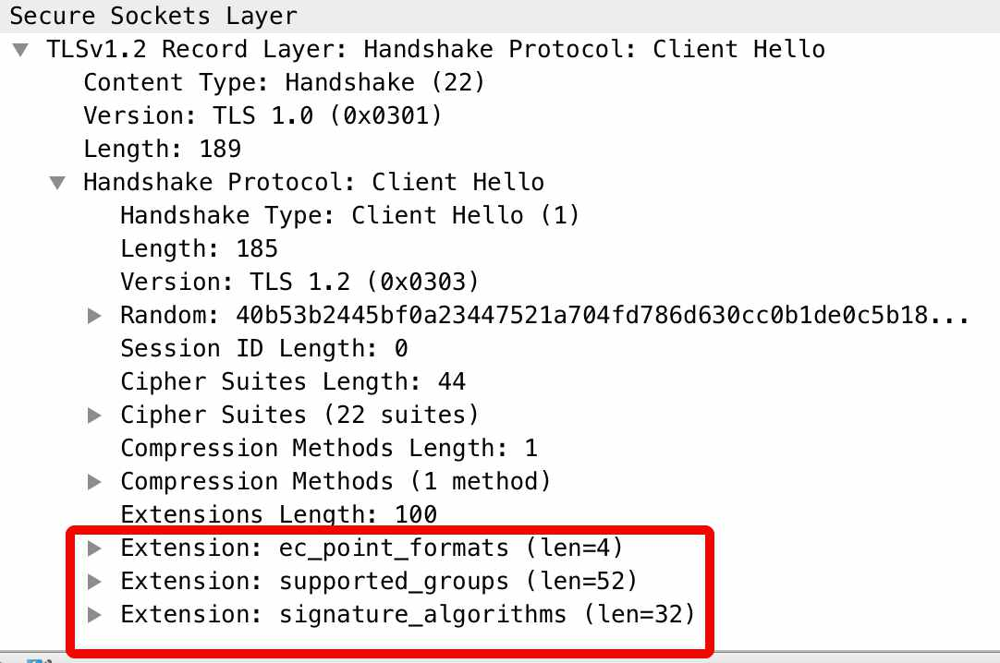 Secure Sockets Layer
TLSv1.2 Record Layer: Handshake Protocol: Client Hello
Content Type: Handshake (22)
Version: TLS 1.0 (0x0301)
Length: 189
Handshake Protocol: Client Hello
Handshake Type: Client Hello (1)
Length: 185
Version: TLS 1.2 (0x0303)
Random: 40b53b2445bf0a23447521a704fd786d630cc0b1de0c5b18...
Session ID Length: 0
Cipher Suites Length: 44
Cipher Suites (22 suites)
Compression Methods Length: 1
Compression Methods (1 method)
Extensions Length: 100
Extension: ec_point_formats (len=4)
Extension: supported_groups (len=52)
Extension: signature_algorithms (len=32)